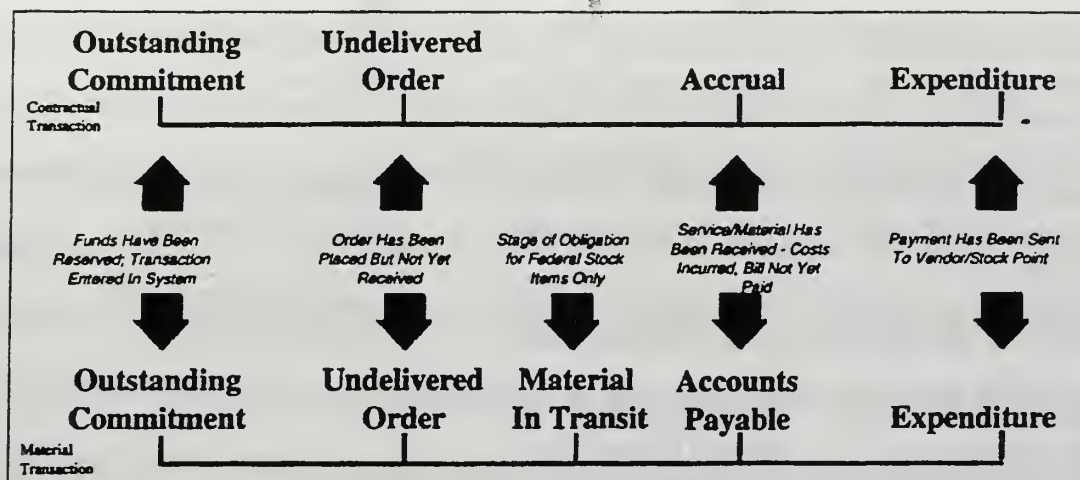 Outstanding
Commitment
Undelivered
Order
Accrual
Expenditure
Contractual
Transaction
Funds Have Been
Reserved; Transaction
Entered In System
Order Has Been
Placed But Not Yet
Received
Stage of Obligation
for Federal Stock
Items Only
Service/Material Has
Been Received - Costs
Incurred, Bill Not Yet
Paid
Payment Has Been Sent
To Vendor/Stock Point
Outstanding
Commitment
Undelivered
Order
Material
In Transit
Accounts
Payable
Expenditure
Material
Transaction